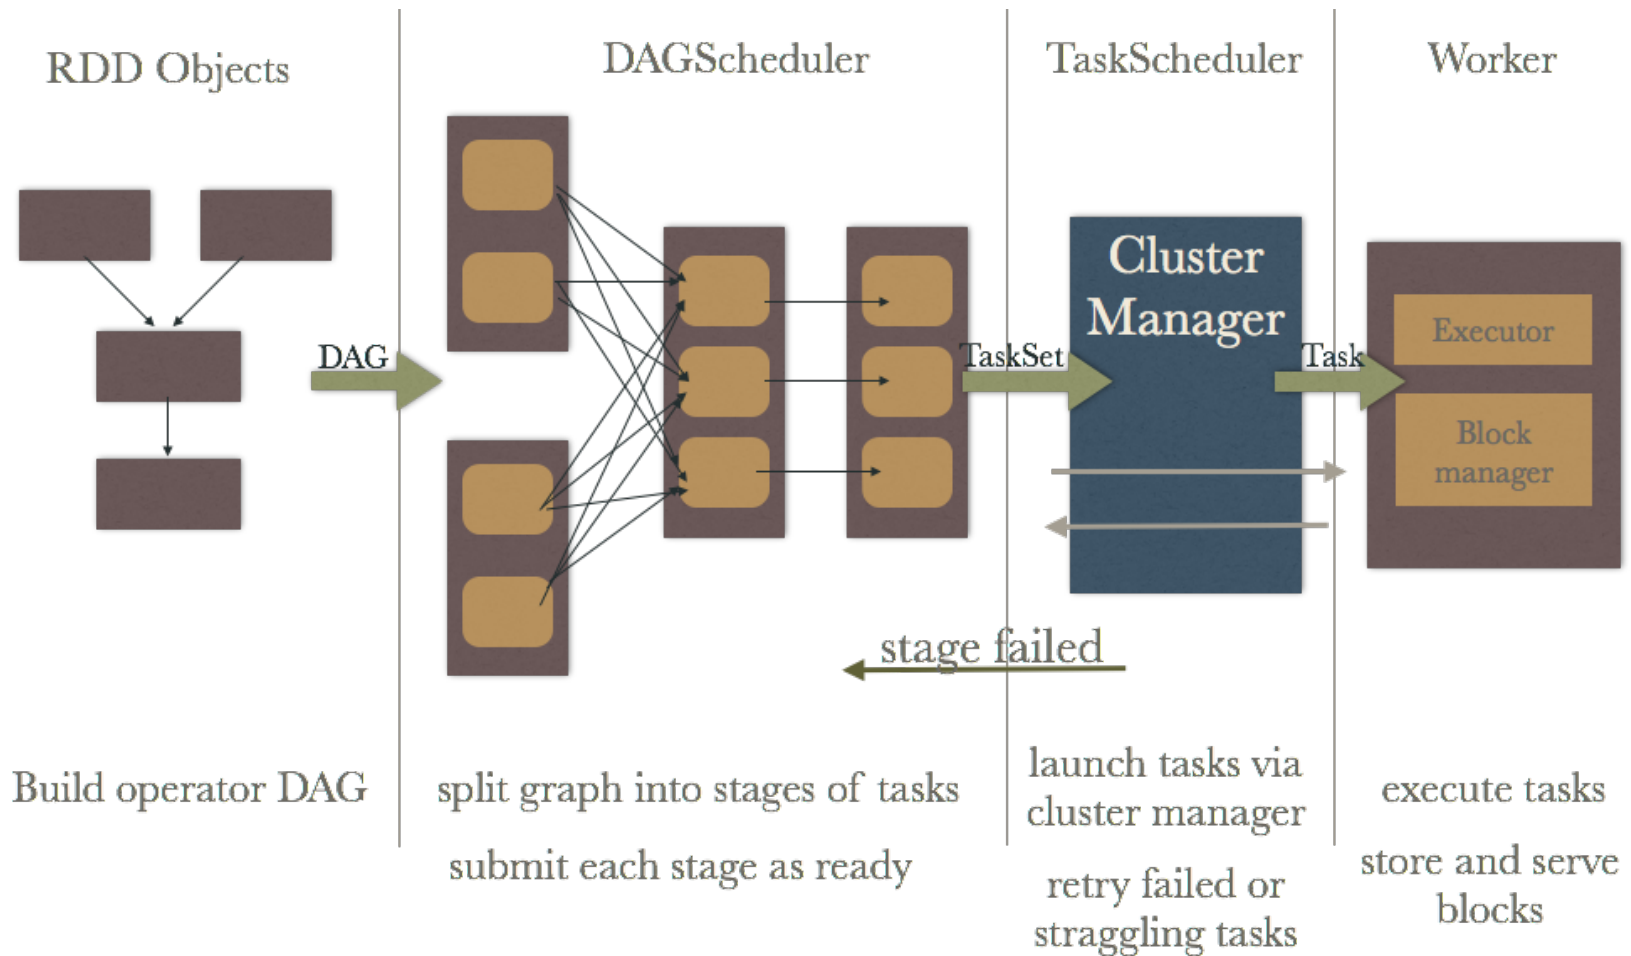 RDD Objects
DAGScheduler
TaskScheduler
Worker
Cluster
Manager
Executor
DAG
TaskSet
Task
Block
manager
stage failed
Build operator DAG
split graph into stages of tasks
submit each stage as ready
launch tasks via
cluster manager
retry failed or
straggling tasks
execute tasks
store and serve
blocks